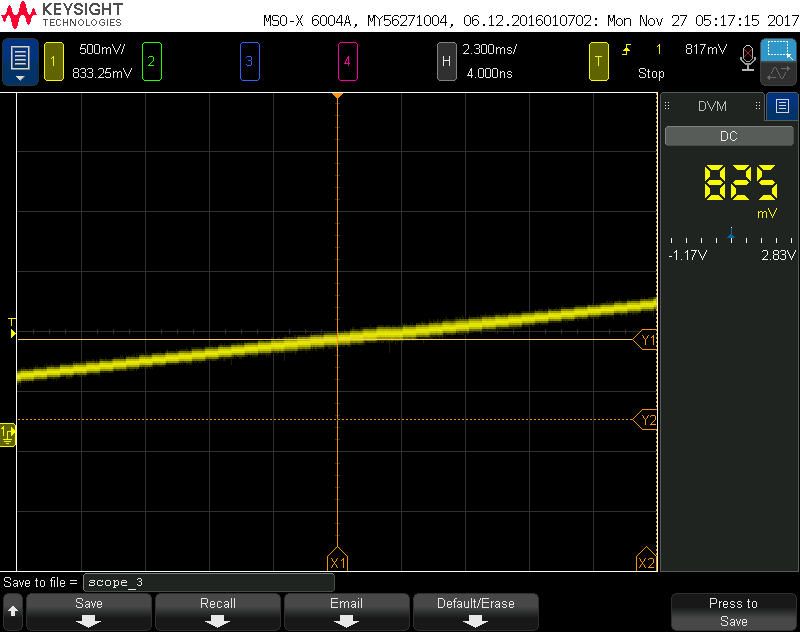 KEYSIGHT
TECHNOLOGIES
MSO-X 6004A, MY56271004, 06.12.2016010702: Mon Nov 27 05:17:15 2017
1 500mV/ 2 3 4 H 2.300ms/ T 1 817mV
833.25mV 4.000ns Stop
DVM
DC
825
mV
-1.17V 2.83V
T
Y1
Y2
1
X1 X2
Save to file = scope_3
Save Recall Email Default/Erase Press to
Save